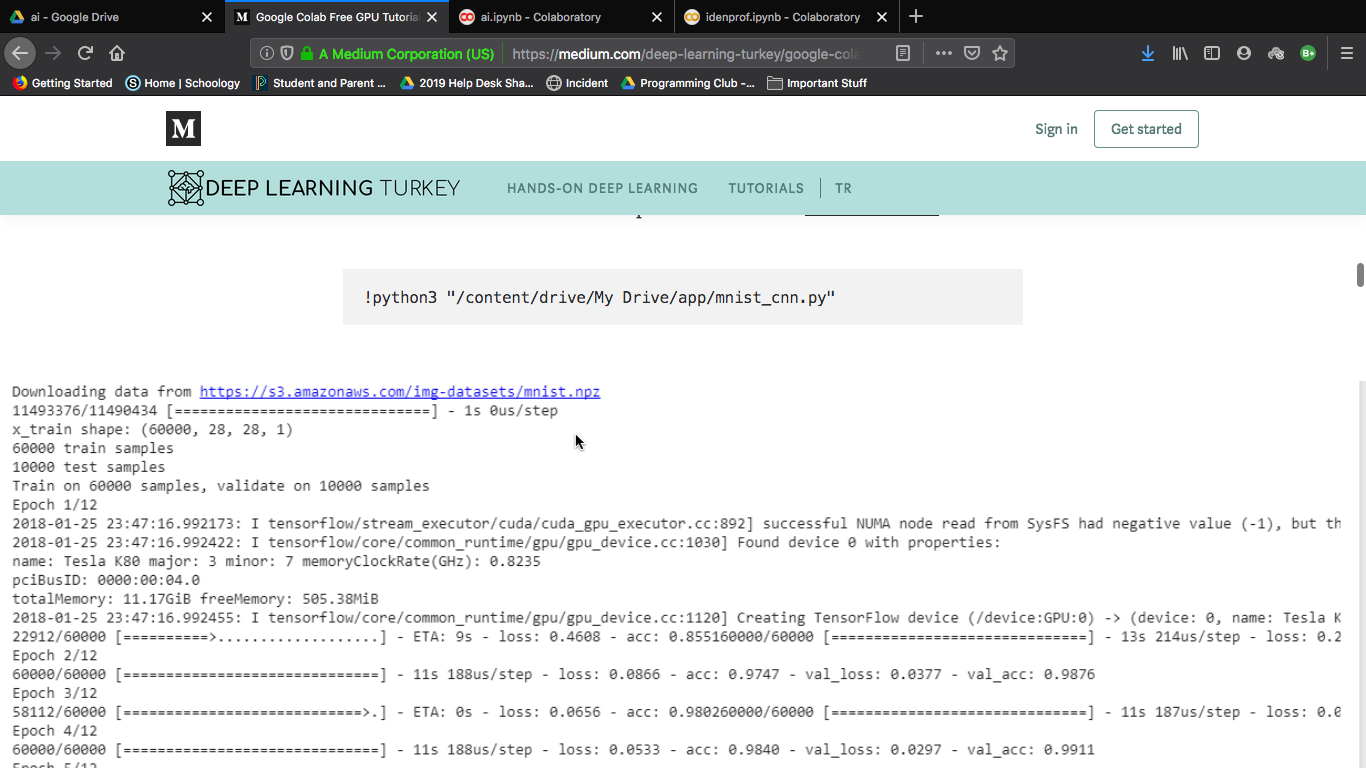 ai - Google Drive
Google Colab Free GPU Tutorial
ai.ipynb - Colaboratory
idenprof.ipynb - Colaboratory
A Medium Corporation (US)
https://medium.com/deep-learning-turkey/google-cola
Getting Started
Home | Schoology
Student and Parent ...
2019 Help Desk Sha...
Incident
Programming Club -...
Important Stuff
M
Sign in
Get started
DEEP LEARNING TURKEY
HANDS-ON DEEP LEARNING
TUTORIALS
TR
!python3 "/content/drive/My Drive/app/mnist_cnn.py"
Downloading data from https://s3.amazonaws.com/img-datasets/mnist.npz
11493376/11490434 [==============================] - 1s 0us/step
x_train shape: (60000, 28, 28, 1)
60000 train samples
10000 test samples
Train on 60000 samples, validate on 10000 samples
Epoch 1/12
2018-01-25 23:47:16.992173: I tensorflow/stream_executor/cuda/cuda_gpu_executor.cc:892] successful NUMA node read from SysFS had negative value (-1), but th
2018-01-25 23:47:16.992422: I tensorflow/core/common_runtime/gpu/gpu_device.cc:1030] Found device 0 with properties:
name: Tesla K80 major: 3 minor: 7 memoryClockRate(GHz): 0.8235
pciBusID: 0000:00:04.0
totalMemory: 11.17GiB freeMemory: 505.38MiB
2018-01-25 23:47:16.992455: I tensorflow/core/common_runtime/gpu/gpu_device.cc:1120] Creating TensorFlow device (/device:GPU:0) -> (device: 0, name: Tesla K
22912/60000 [==========>...................] - ETA: 9s - loss: 0.4608 - acc: 0.855160000/60000 [==============================] - 13s 214us/step - loss: 0.2
Epoch 2/12
60000/60000 [==============================] - 11s 188us/step - loss: 0.0866 - acc: 0.9747 - val_loss: 0.0377 - val_acc: 0.9876
Epoch 3/12
58112/60000 [============================>.] - ETA: 0s - loss: 0.0656 - acc: 0.980260000/60000 [==============================] - 11s 187us/step - loss: 0.0
Epoch 4/12
60000/60000 [==============================] - 11s 188us/step - loss: 0.0533 - acc: 0.9840 - val_loss: 0.0297 - val_acc: 0.9911
Epoch 5/12